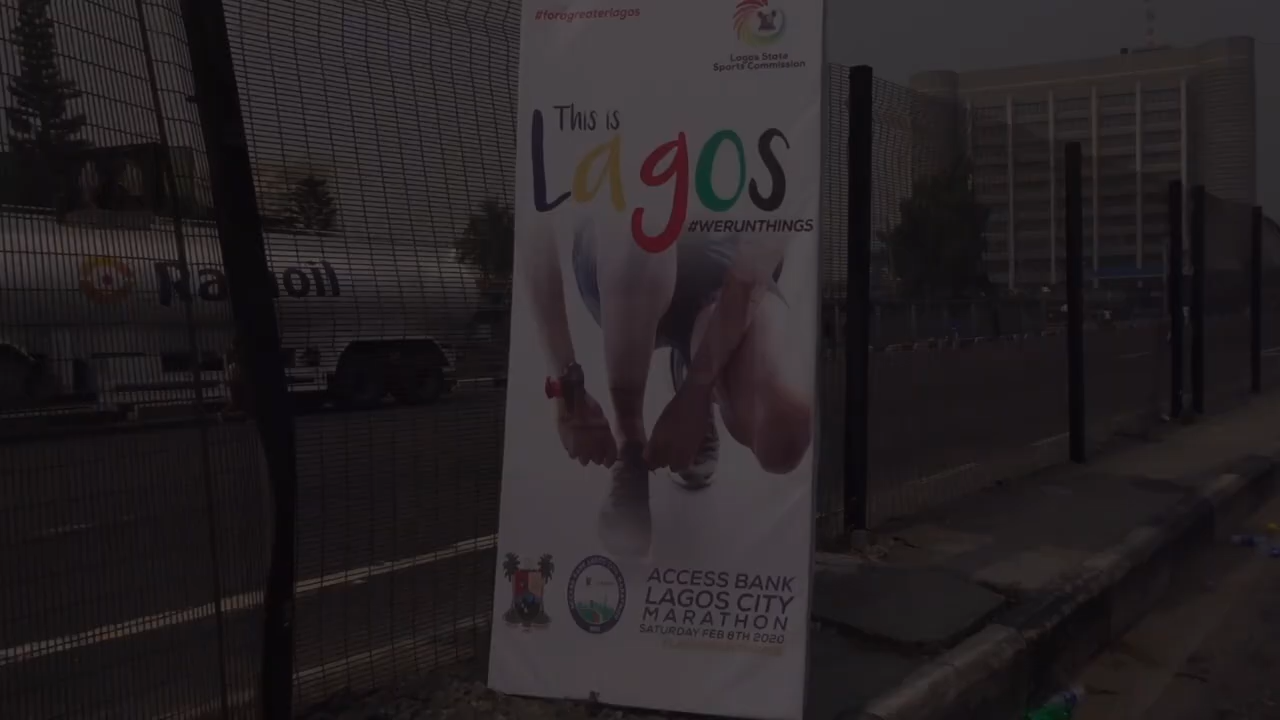 #foragreaterlagos
Lagos State
Sports Commission
This is
Lagos
#WERUNTHINGS
ACCESS BANK
LAGOS CITY
MARATHON
SATURDAY FEB 8TH 2020